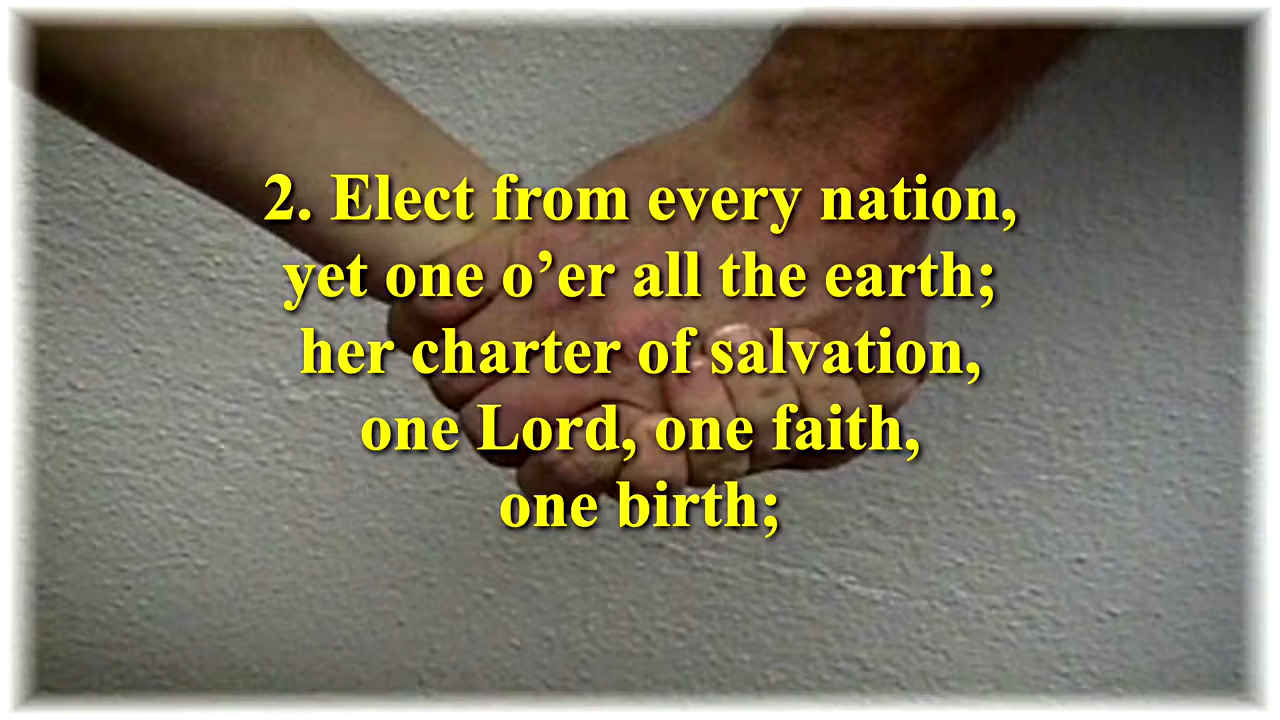 2. Elect from every nation,
yet one o’er all the earth;
her charter of salvation,
one Lord, one faith,
one birth;